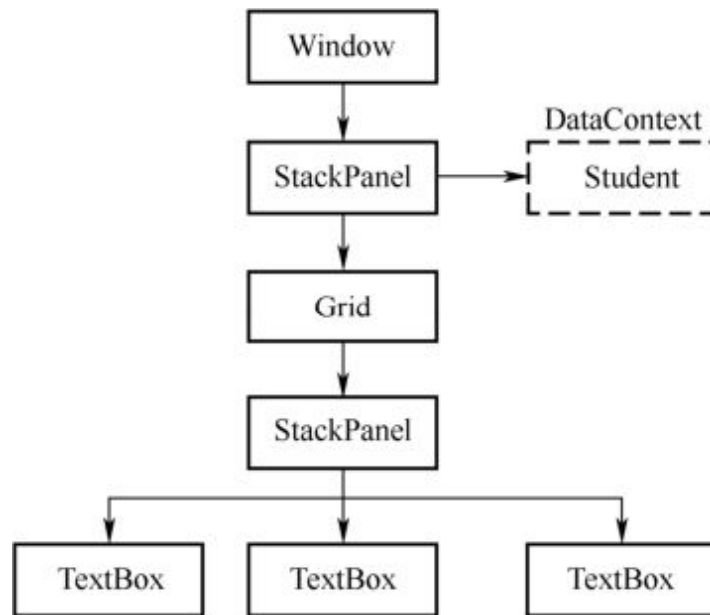 Window
DataContext
StackPanel
Student
Grid
StackPanel
TextBox
TextBox
TextBox